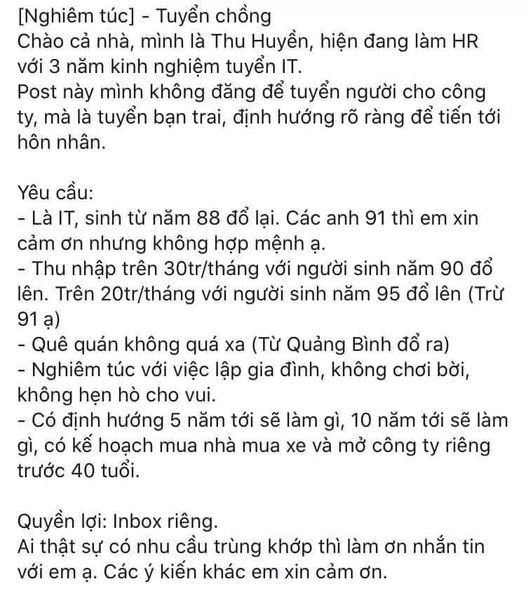 [Nghiêm túc] - Tuyển chồng
Chào cả nhà, mình là Thu Huyền, hiện đang làm HR
với 3 năm kinh nghiệm tuyển IT.
Post này mình không đăng để tuyển người cho công
ty, mà là tuyển bạn trai, định hướng rõ ràng để tiến tới
hôn nhân.
Yêu cầu:
- Là IT, sinh từ năm 88 đổ lại. Các anh 91 thì em xin
cảm ơn nhưng không hợp mệnh ạ.
- Thu nhập trên 30tr/tháng với người sinh năm 90 đổ
lên. Trên 20tr/tháng với người sinh năm 95 đổ lên (Trừ
91 ạ)
- Quê quán không quá xa (Từ Quảng Bình đổ ra)
- Nghiêm túc với việc lập gia đình, không chơi bời,
không hẹn hò cho vui.
- Có định hướng 5 năm tới sẽ làm gì, 10 năm tới sẽ làm
gì, có kế hoạch mua nhà mua xe và mở công ty riêng
trước 40 tuổi.
Quyền lợi: Inbox riêng.
Ai thật sự có nhu cầu trùng khớp thì làm ơn nhắn tin
với em ạ. Các ý kiến khác em xin cảm ơn.